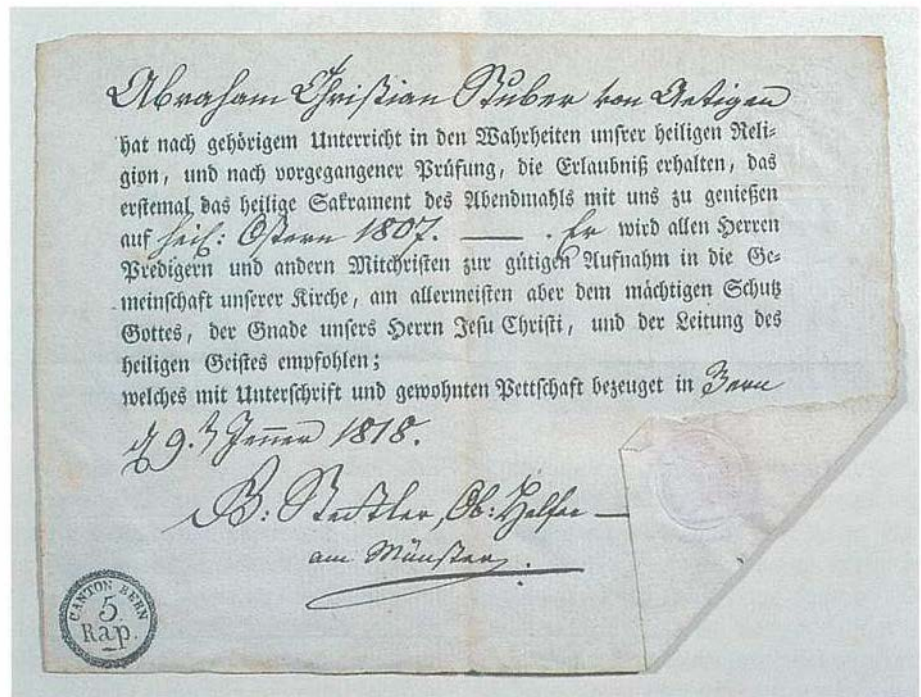 Abraham Christian Stuber von Aetigen
hat nach gehörigem Unterricht in den Wahrheiten unsrer heiligen Reli=
gion, und nach vorgegangener Prüfung, die Erlaubniß erhalten, das
erstemal das heilige Sakrament des Abendmahls mit uns zu genießen
auf heil: Ostern 1807. — . Er wird allen Herren
Predigern und andern Mitchristen zur gütigen Aufnahm in die Ge=
meinschaft unserer Kirche, am allermeisten aber dem mächtigen Schutz
Gottes, der Gnade unsers Herrn Jesu Christi, und der Leitung des
heiligen Geistes empfohlen;
welches mit Unterschrift und gewohnten Pettschaft bezeuget in Bern
9. Jenner 1818.
B: Stettler, Ob: Helfer —
am Münster.
CANTON BERN
5
Rap.